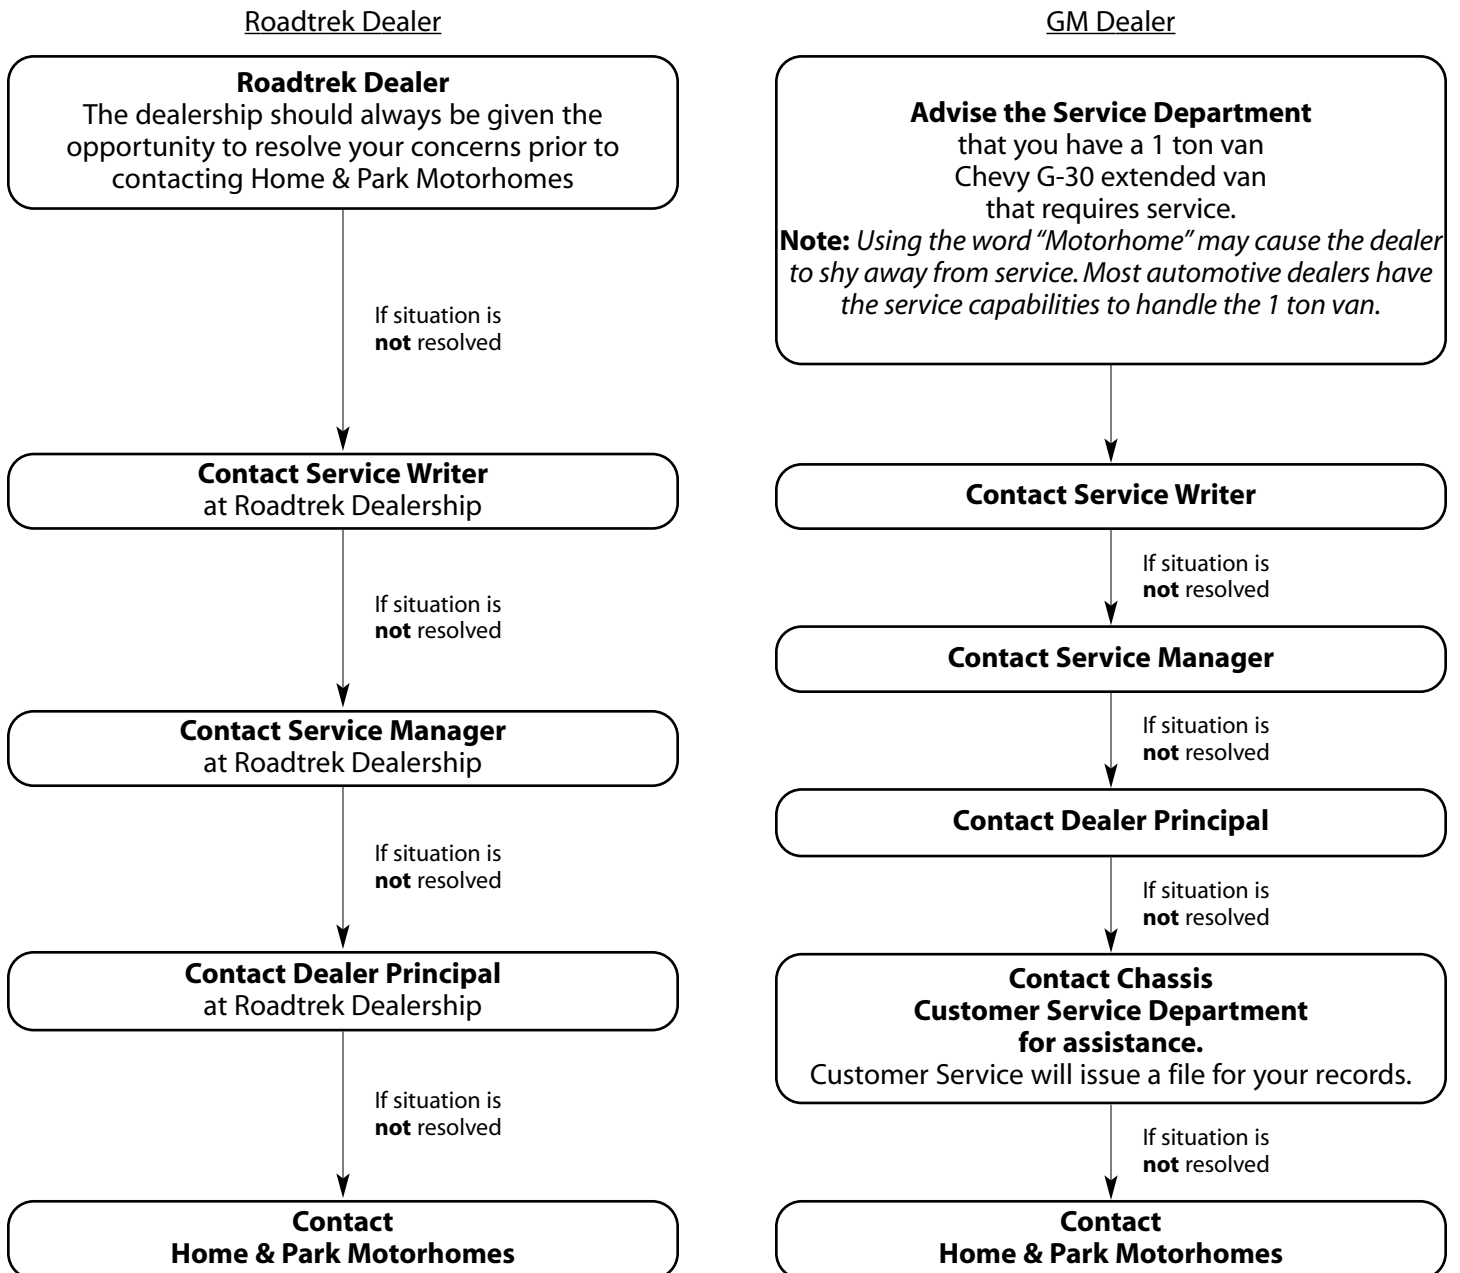 Roadtrek Dealer
Roadtrek Dealer
The dealership should always be given the
opportunity to resolve your concerns prior to
contacting Home & Park Motorhomes
If situation is
not resolved
Contact Service Writer
at Roadtrek Dealership
If situation is
not resolved
Contact Service Manager
at Roadtrek Dealership
If situation is
not resolved
Contact Dealer Principal
at Roadtrek Dealership
If situation is
not resolved
Contact
Home & Park Motorhomes
GM Dealer
Advise the Service Department
that you have a 1 ton van
Chevy G-30 extended van
that requires service.
Note: Using the word “Motorhome” may cause the dealer
to shy away from service. Most automotive dealers have
the service capabilities to handle the 1 ton van.
Contact Service Writer
If situation is
not resolved
Contact Service Manager
If situation is
not resolved
Contact Dealer Principal
If situation is
not resolved
Contact Chassis
Customer Service Department
for assistance.
Customer Service will issue a file for your records.
If situation is
not resolved
Contact
Home & Park Motorhomes